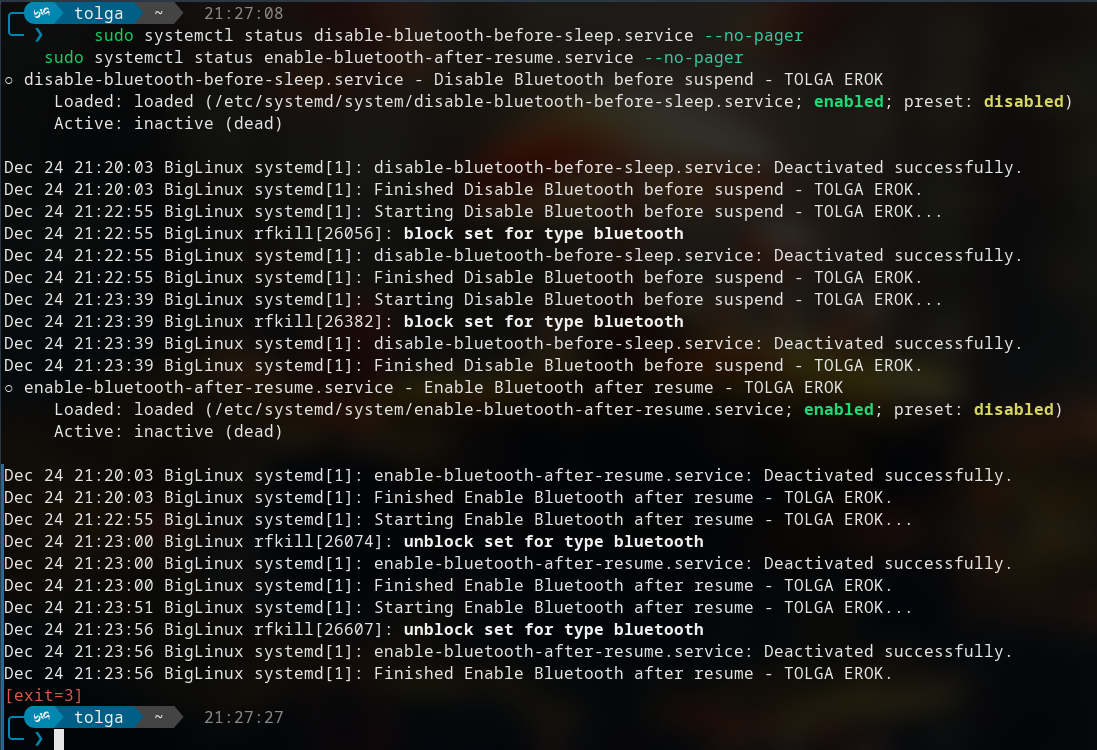 BIG tolga ~ 21:27:08
❯ sudo systemctl status disable-bluetooth-before-sleep.service --no-pager
sudo systemctl status enable-bluetooth-after-resume.service --no-pager
○ disable-bluetooth-before-sleep.service - Disable Bluetooth before suspend - TOLGA EROK
Loaded: loaded (/etc/systemd/system/disable-bluetooth-before-sleep.service; enabled; preset: disabled)
Active: inactive (dead)
Dec 24 21:20:03 BigLinux systemd[1]: disable-bluetooth-before-sleep.service: Deactivated successfully.
Dec 24 21:20:03 BigLinux systemd[1]: Finished Disable Bluetooth before suspend - TOLGA EROK.
Dec 24 21:22:55 BigLinux systemd[1]: Starting Disable Bluetooth before suspend - TOLGA EROK...
Dec 24 21:22:55 BigLinux rfkill[26056]: block set for type bluetooth
Dec 24 21:22:55 BigLinux systemd[1]: disable-bluetooth-before-sleep.service: Deactivated successfully.
Dec 24 21:22:55 BigLinux systemd[1]: Finished Disable Bluetooth before suspend - TOLGA EROK.
Dec 24 21:23:39 BigLinux systemd[1]: Starting Disable Bluetooth before suspend - TOLGA EROK...
Dec 24 21:23:39 BigLinux rfkill[26382]: block set for type bluetooth
Dec 24 21:23:39 BigLinux systemd[1]: disable-bluetooth-before-sleep.service: Deactivated successfully.
Dec 24 21:23:39 BigLinux systemd[1]: Finished Disable Bluetooth before suspend - TOLGA EROK.
○ enable-bluetooth-after-resume.service - Enable Bluetooth after resume - TOLGA EROK
Loaded: loaded (/etc/systemd/system/enable-bluetooth-after-resume.service; enabled; preset: disabled)
Active: inactive (dead)
Dec 24 21:20:03 BigLinux systemd[1]: enable-bluetooth-after-resume.service: Deactivated successfully.
Dec 24 21:20:03 BigLinux systemd[1]: Finished Enable Bluetooth after resume - TOLGA EROK.
Dec 24 21:22:55 BigLinux systemd[1]: Starting Enable Bluetooth after resume - TOLGA EROK...
Dec 24 21:23:00 BigLinux rfkill[26074]: unblock set for type bluetooth
Dec 24 21:23:00 BigLinux systemd[1]: enable-bluetooth-after-resume.service: Deactivated successfully.
Dec 24 21:23:00 BigLinux systemd[1]: Finished Enable Bluetooth after resume - TOLGA EROK.
Dec 24 21:23:51 BigLinux systemd[1]: Starting Enable Bluetooth after resume - TOLGA EROK...
Dec 24 21:23:56 BigLinux rfkill[26607]: unblock set for type bluetooth
Dec 24 21:23:56 BigLinux systemd[1]: enable-bluetooth-after-resume.service: Deactivated successfully.
Dec 24 21:23:56 BigLinux systemd[1]: Finished Enable Bluetooth after resume - TOLGA EROK.
[exit=3]
BIG tolga ~ 21:27:27
❯